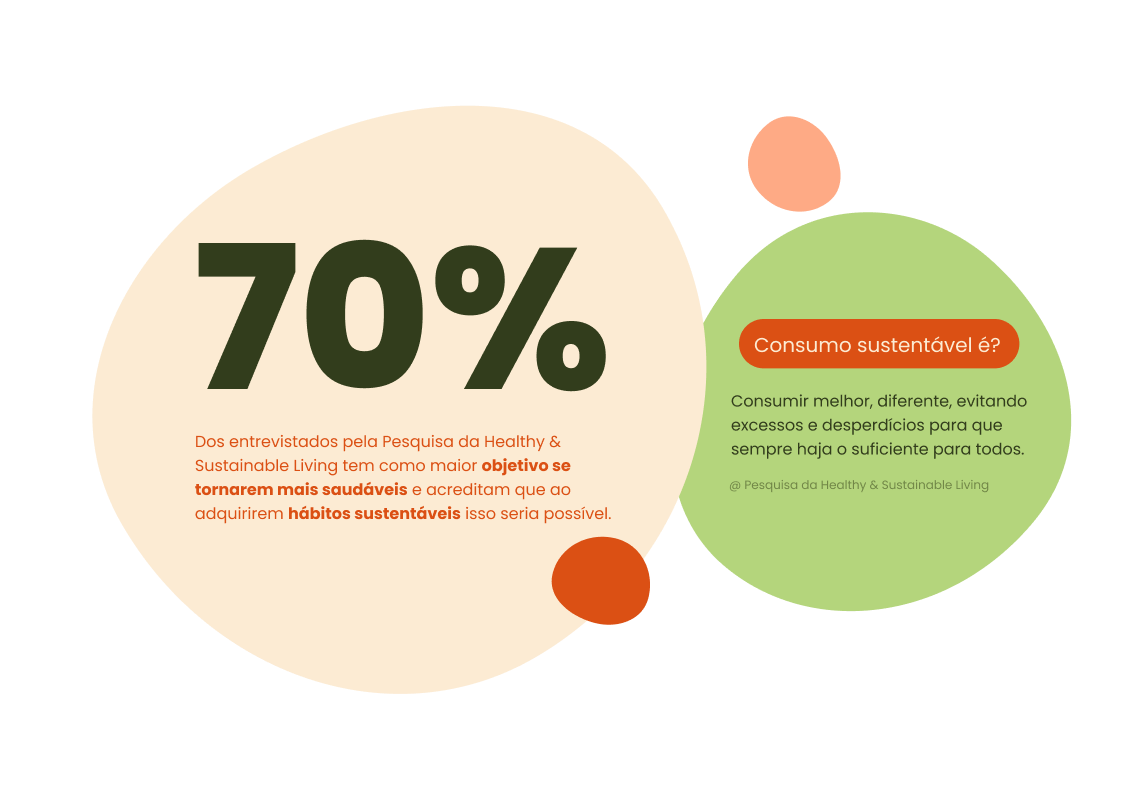 70%
Dos entrevistados pela Pesquisa da Healthy &
Sustainable Living tem como maior objetivo se
tornarem mais saudáveis e acreditam que ao
adquirirem hábitos sustentáveis isso seria possível.
Consumo sustentável é?
Consumir melhor, diferente, evitando
excessos e desperdícios para que
sempre haja o suficiente para todos.
@ Pesquisa da Healthy & Sustainable Living